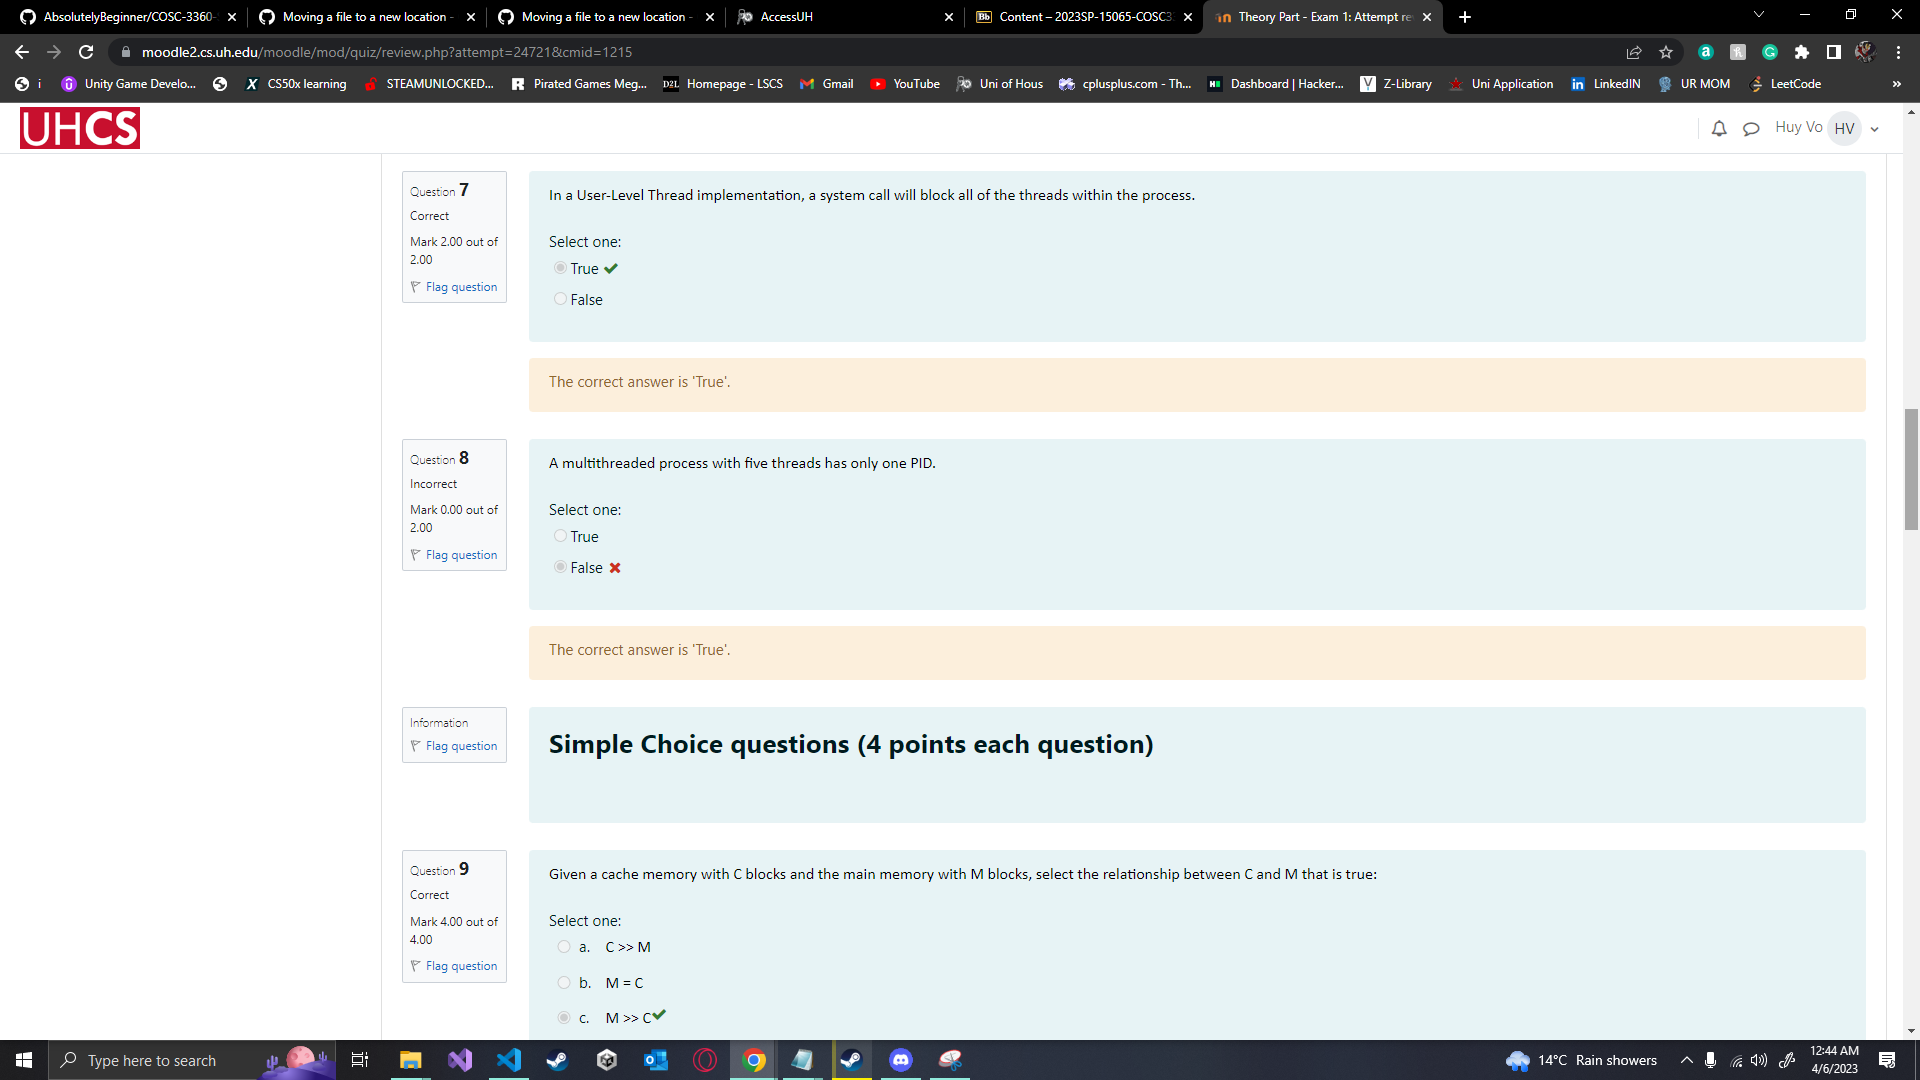 AbsolutelyBeginner/COSC-3360-
Moving a file to a new location -
Moving a file to a new location -
AccessUH
Bb Content – 2023SP-15065-COSC3
Theory Part - Exam 1: Attempt re
moodle2.cs.uh.edu/moodle/mod/quiz/review.php?attempt=24721&cmid=1215
i
Unity Game Develo...
CS50x learning
STEAMUNLOCKED...
Pirated Games Meg...
D2L Homepage - LSCS
Gmail
YouTube
Uni of Hous
cplusplus.com - Th...
Dashboard | Hacker...
Z-Library
Uni Application
LinkedIN
UR MOM
LeetCode
»
UHCS
Huy Vo HV
Question 7
Correct
Mark 2.00 out of
2.00
Flag question
In a User-Level Thread implementation, a system call will block all of the threads within the process.
Select one:
True
False
The correct answer is 'True'.
Question 8
Incorrect
Mark 0.00 out of
2.00
Flag question
A multithreaded process with five threads has only one PID.
Select one:
True
False
The correct answer is 'True'.
Information
Flag question
Simple Choice questions (4 points each question)
Question 9
Correct
Mark 4.00 out of
4.00
Flag question
Given a cache memory with C blocks and the main memory with M blocks, select the relationship between C and M that is true:
Select one:
a. C >> M
b. M = C
c. M >> C
Type here to search
14°C Rain showers
12:44 AM
4/6/2023